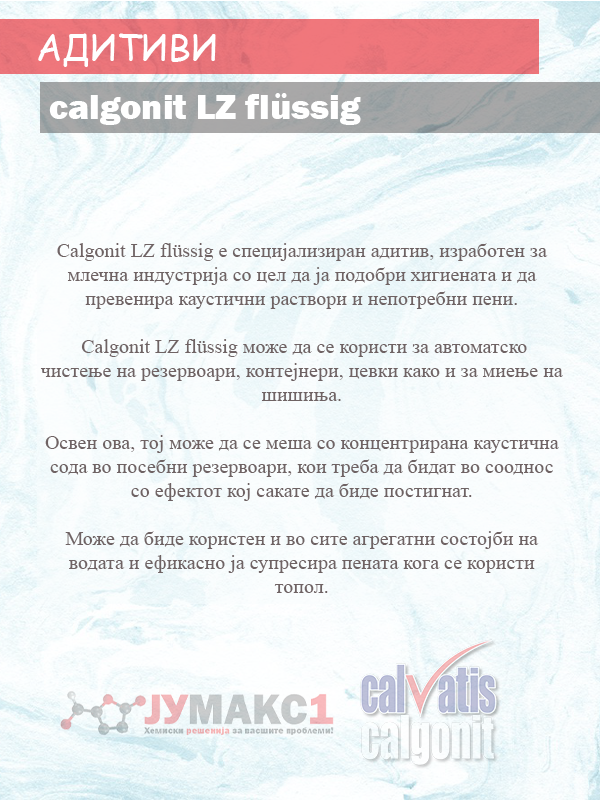 АДИТИВИ
calgonit LZ flüssig
Calgonit LZ flüssig е специјализиран адитив, изработен за
млечна индустрија со цел да ја подобри хигиената и да
превенира каустични раствори и непотребни пени.
Calgonit LZ flüssig може да се користи за автоматско
чистење на резервоари, контејнери, цевки како и за миење на
шишиња.
Освен ова, тој може да се меша со концентрирана каустична
сода во посебни резервоари, кои треба да бидат во сооднос
со ефектот кој сакате да биде постигнат.
Може да биде користен и во сите агрегатни состојби на
водата и ефикасно ја супресира пената кога се користи
топол.
ЈУМАКС1
Хемиски решенија за васшите проблеми!
calvatis
calgonit